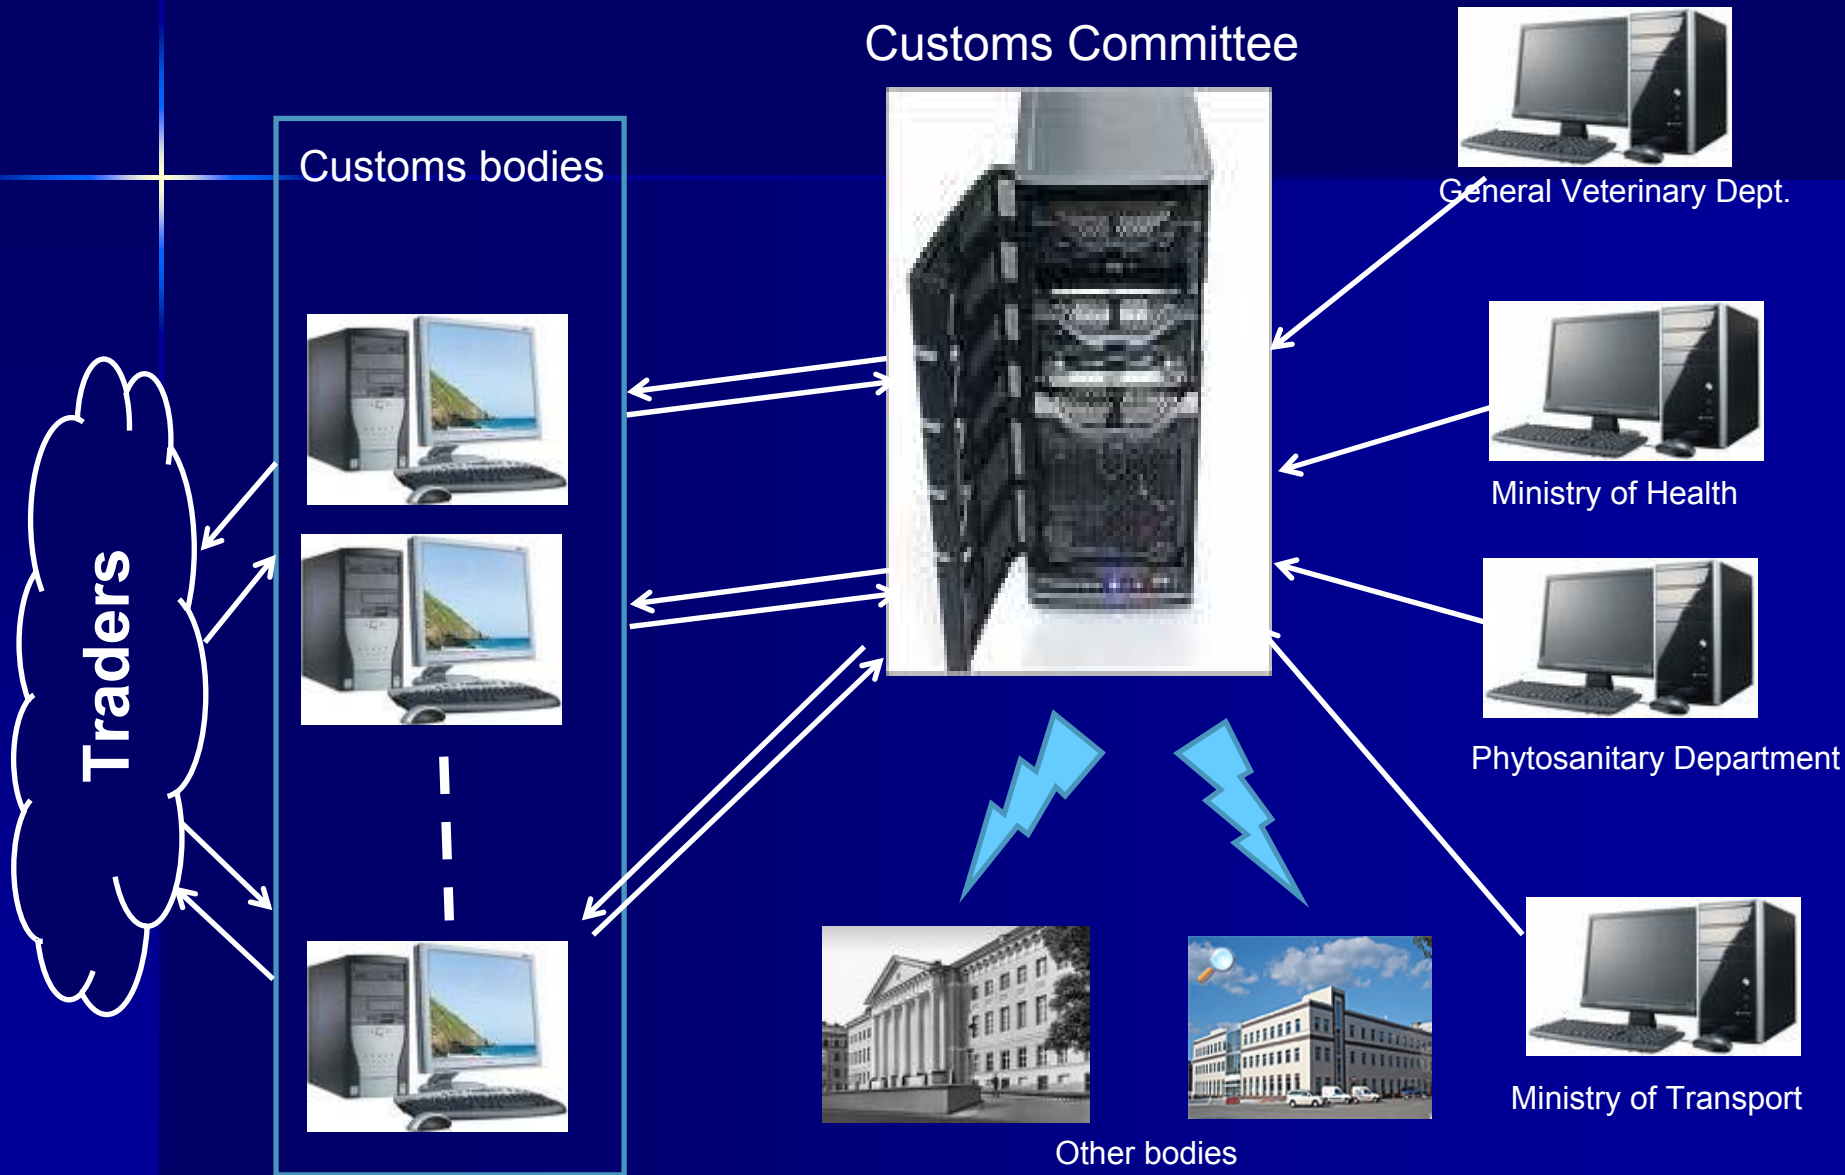 Customs Committee
Customs bodies
General Veterinary Dept.
Ministry of Health
Traders
Phytosanitary Department
Ministry of Transport
Other bodies